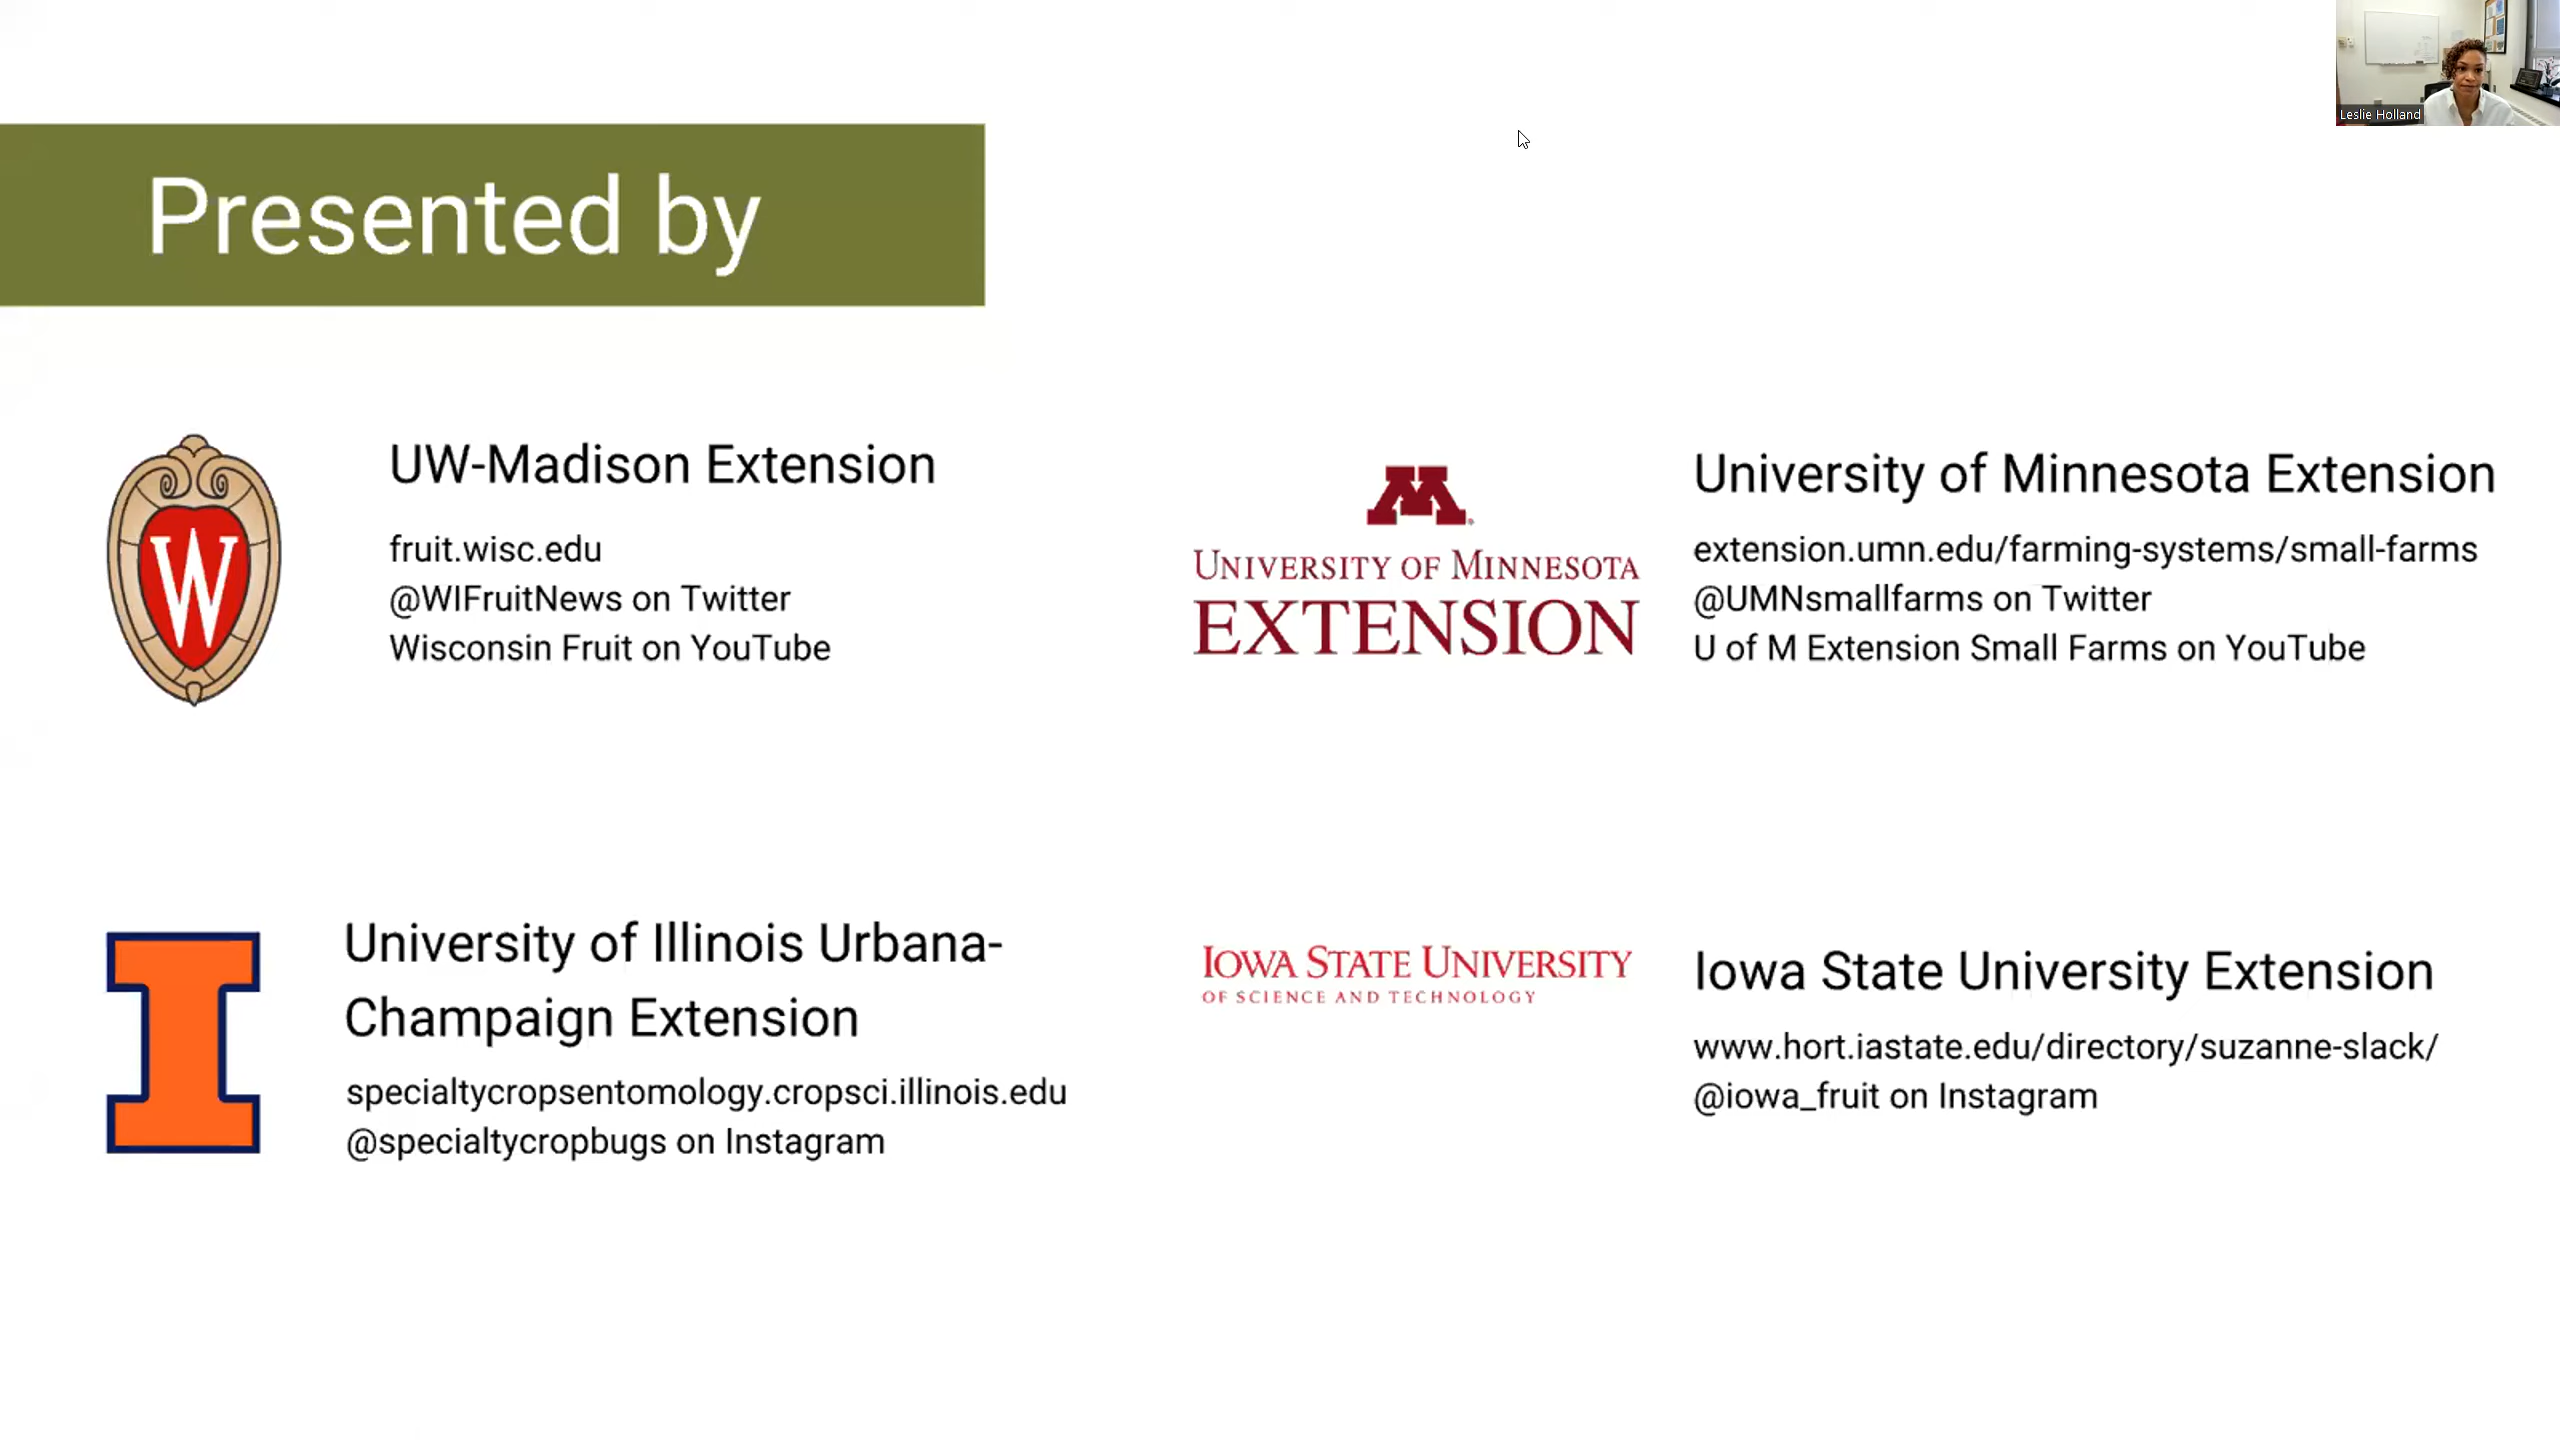 Leslie Holland
Presented by
W
UW-Madison Extension
fruit.wisc.edu
@WIFruitNews on Twitter
Wisconsin Fruit on YouTube
M
UNIVERSITY OF MINNESOTA
EXTENSION
University of Minnesota Extension
extension.umn.edu/farming-systems/small-farms
@UMNsmallfarms on Twitter
U of M Extension Small Farms on YouTube
I
University of Illinois Urbana-
Champaign Extension
specialtycropsentomology.cropsci.illinois.edu
@specialtycropbugs on Instagram
IOWA STATE UNIVERSITY
OF SCIENCE AND TECHNOLOGY
Iowa State University Extension
www.hort.iastate.edu/directory/suzanne-slack/
@iowa_fruit on Instagram